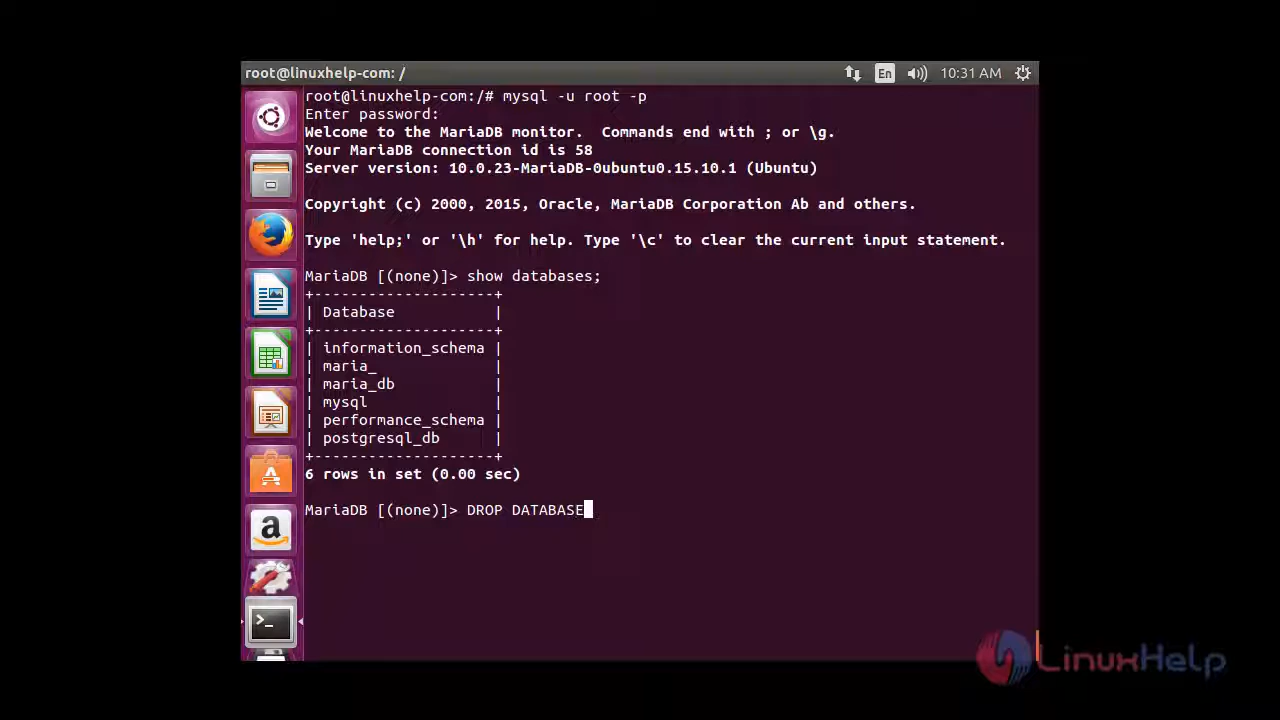 root@linuxhelp-com: /
En
10:31 AM
root@linuxhelp-com:/# mysql -u root -p
Enter password:
Welcome to the MariaDB monitor.  Commands end with ; or \g.
Your MariaDB connection id is 58
Server version: 10.0.23-MariaDB-0ubuntu0.15.10.1 (Ubuntu)
Copyright (c) 2000, 2015, Oracle, MariaDB Corporation Ab and others.
Type 'help;' or '\h' for help. Type '\c' to clear the current input statement.
MariaDB [(none)]> show databases;
+--------------------+
| Database           |
+--------------------+
| information_schema |
| maria_             |
| maria_db           |
| mysql              |
| performance_schema |
| postgresql_db      |
+--------------------+
6 rows in set (0.00 sec)
MariaDB [(none)]> DROP DATABASE
LinuxHelp